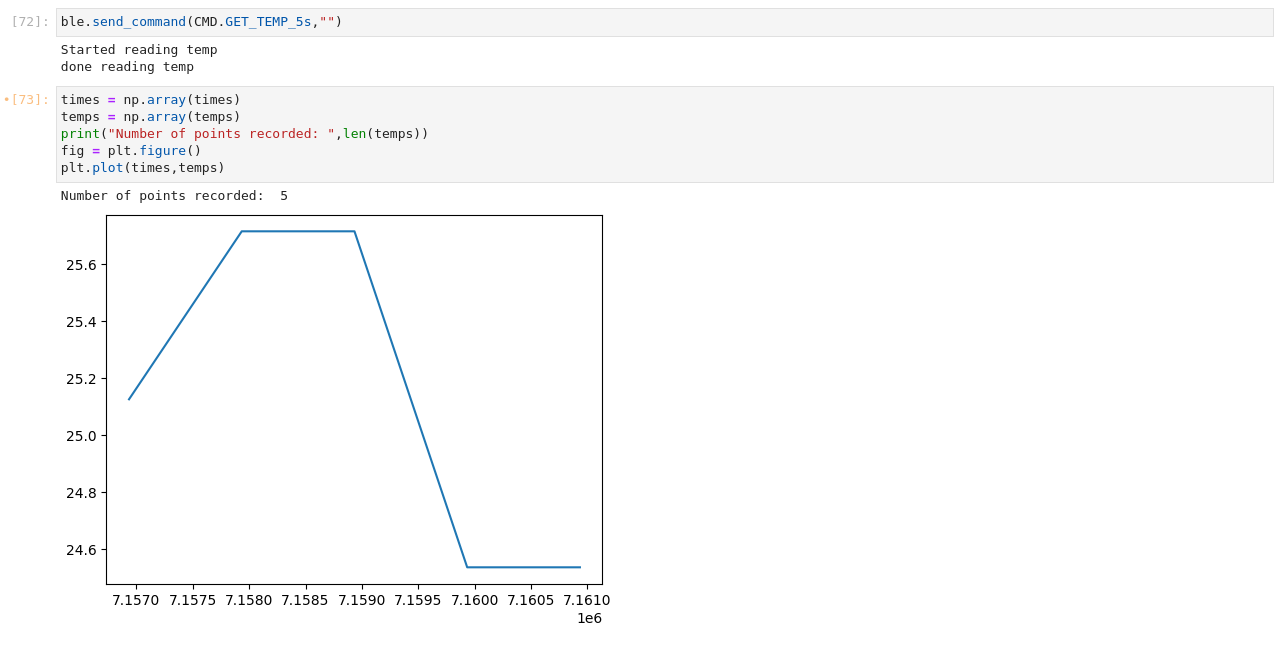 [72]: ble.send_command(CMD.GET_TEMP_5s,"")
Started reading temp
done reading temp
•[73]: times = np.array(times)
temps = np.array(temps)
print("Number of points recorded: ",len(temps))
fig = plt.figure()
plt.plot(times,temps)
Number of points recorded:  5
25.6
25.4
25.2
25.0
24.8
24.6
7.1570 7.1575 7.1580 7.1585 7.1590 7.1595 7.1600 7.1605 7.1610
1e6